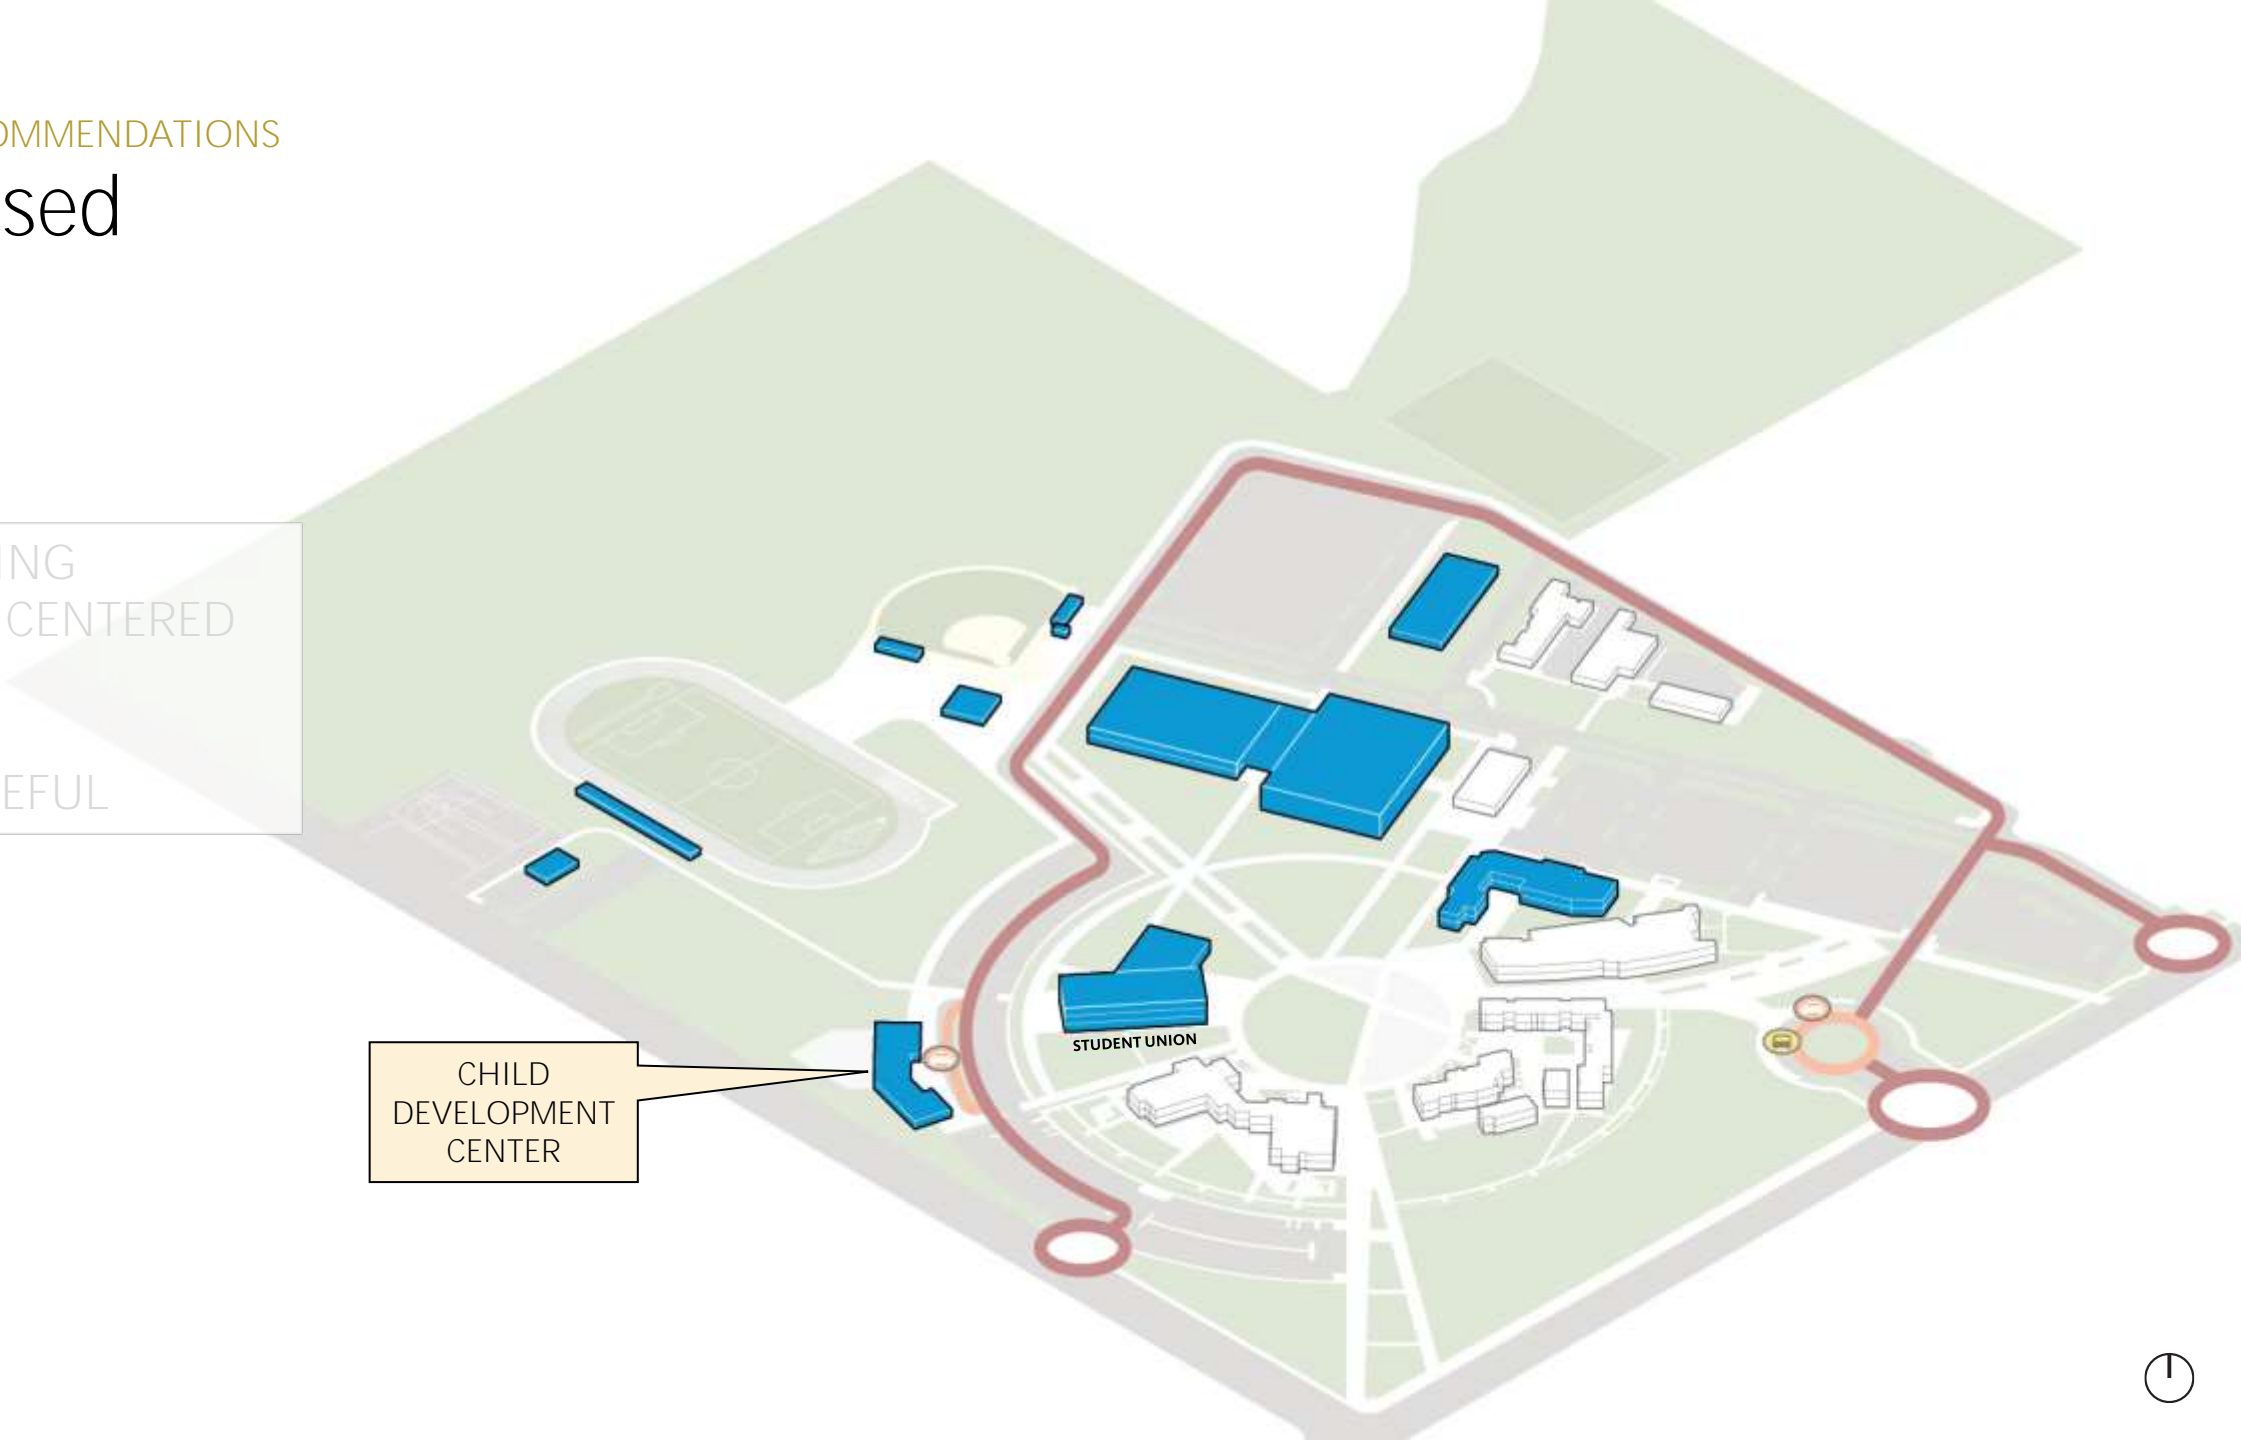 OMMENDATIONS
sed
ING
CENTERED
EFUL
STUDENT UNION
CHILD
DEVELOPMENT
CENTER